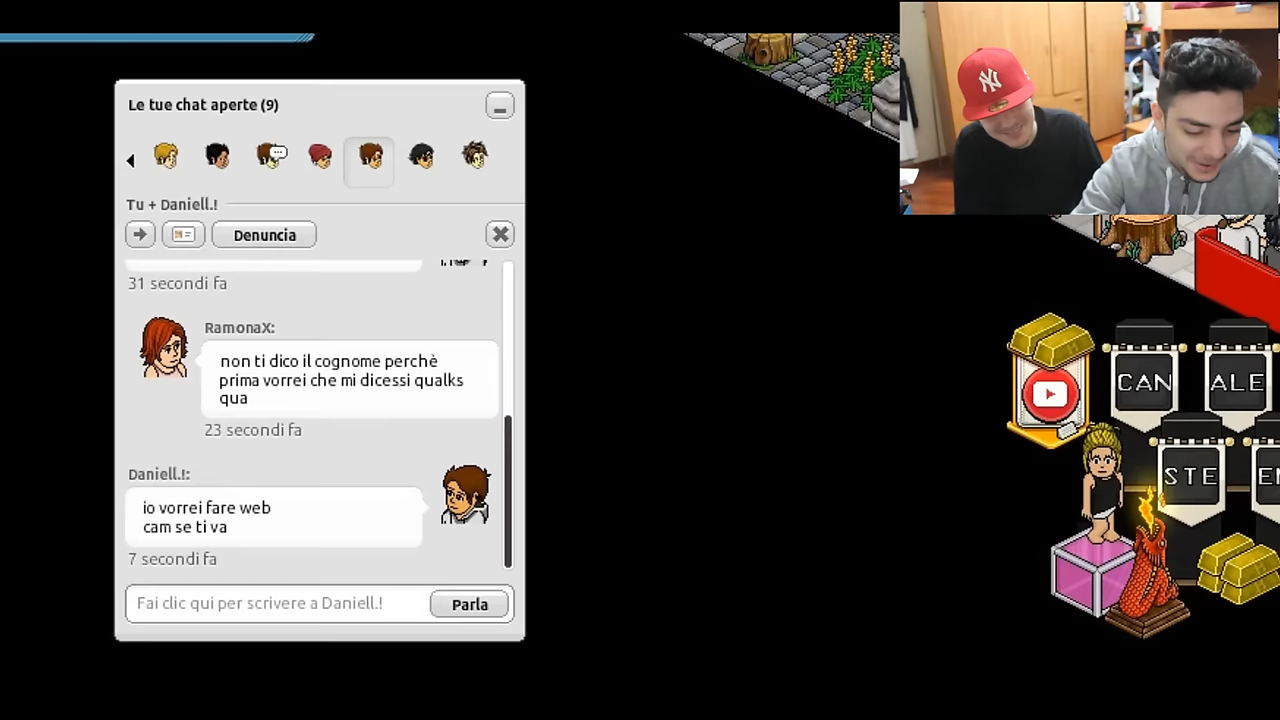 Le tue chat aperte (9)
Tu + Daniell.!
Denuncia
31 secondi fa
RamonaX:
non ti dico il cognome perchè
prima vorrei che mi dicessi qualks
qua
23 secondi fa
Daniell.!:
io vorrei fare web
cam se ti va
7 secondi fa
Fai clic qui per scrivere a Daniell.!
Parla
NY
CAN
ALE
STE